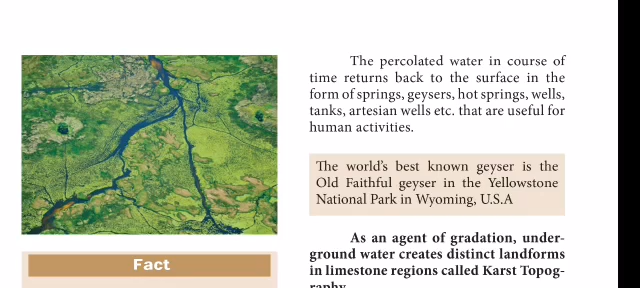 Fact
The percolated water in course of
time returns back to the surface in the
form of springs, geysers, hot springs, wells,
tanks, artesian wells etc. that are useful for
human activities.
The world’s best known geyser is the
Old Faithful geyser in the Yellowstone
National Park in Wyoming, U.S.A
As an agent of gradation, under-
ground water creates distinct landforms
in limestone regions called Karst Topog-
raphy